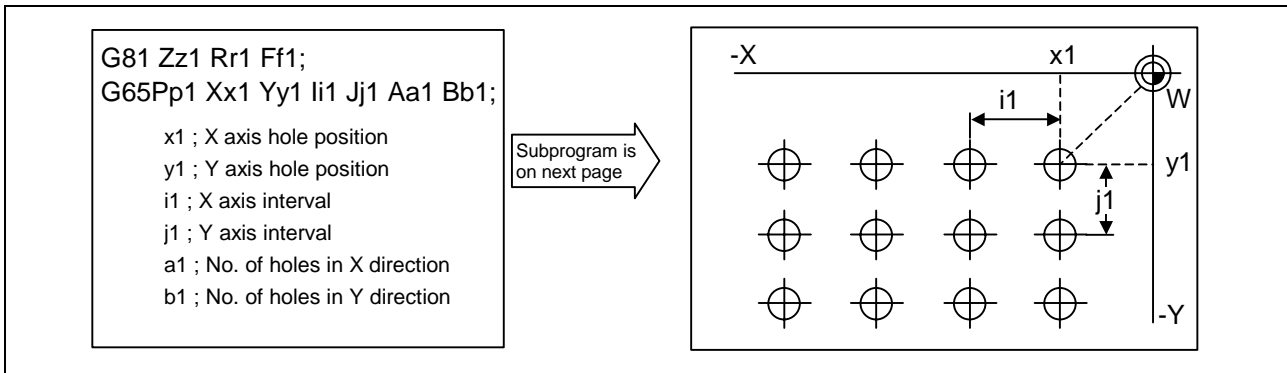 G81 Zz1 Rr1 Ff1;
G65Pp1 Xx1 Yy1 Ii1 Jj1 Aa1 Bb1;
x1 ; X axis hole position
y1 ; Y axis hole position
i1 ; X axis interval
j1 ; Y axis interval
a1 ; No. of holes in X direction
b1 ; No. of holes in Y direction
Subprogram is
on next page
-X
x1
W
i1
y1
j1
-Y